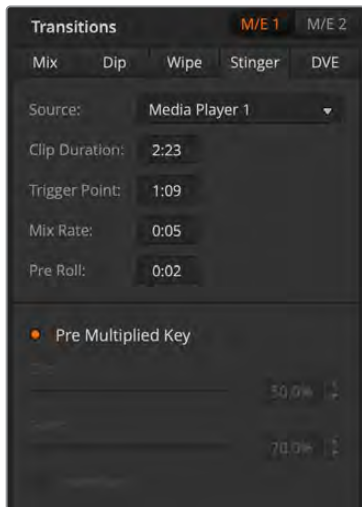 Transitions M/E 1 M/E 2
Mix Dip Wipe Stinger DVE
Source: Media Player 1
Clip Duration: 2:23
Trigger Point: 1:09
Mix Rate: 0:05
Pre Roll: 0:02
Pre Multiplied Key
50.0%
70.0%